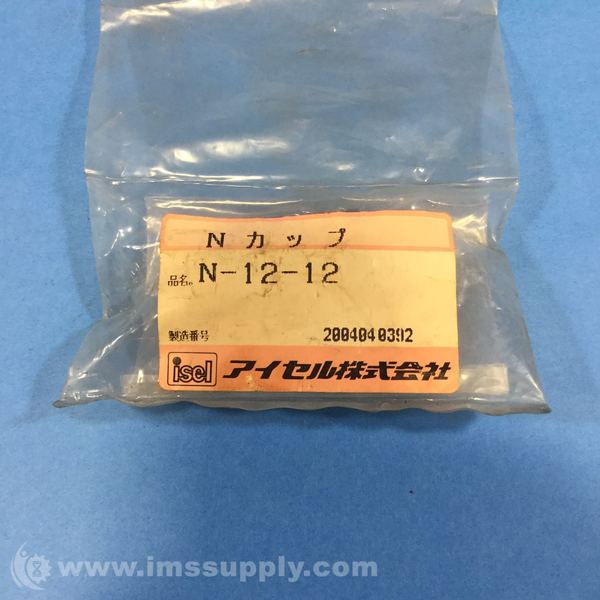 N カップ
品名 N-12-12
製造番号 2004040392
isel アイセル株式会社
www.imssupply.com